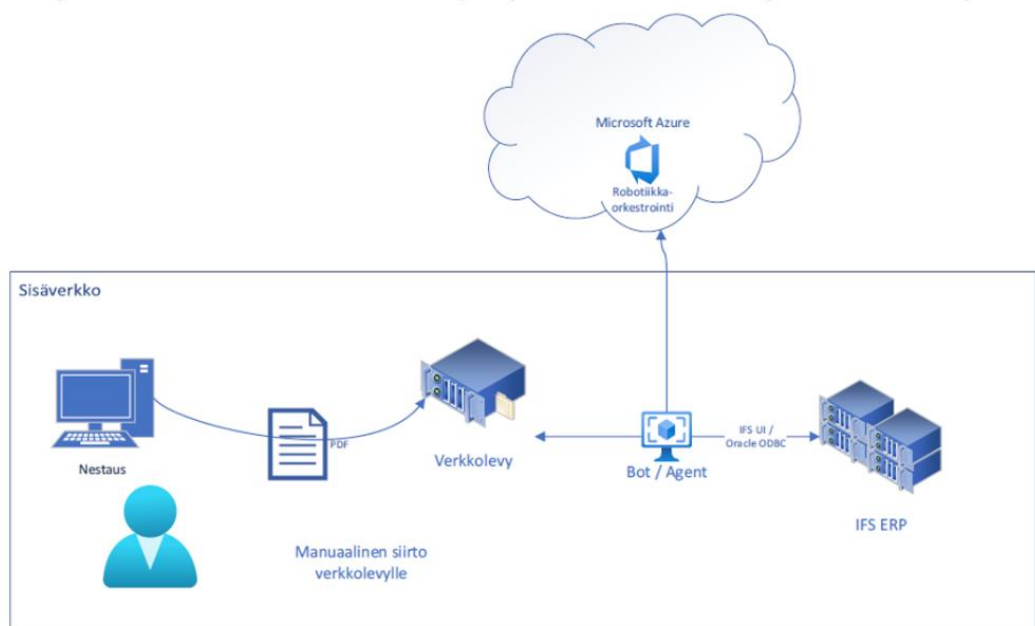 Microsoft Azure
Robotiikka-
orkestrointi
Sisäverkko
PDF
Nestaus
Verkkolevy
IFS UI /
Oracle ODBC
Bot / Agent
IFS ERP
Manuaalinen siirto
verkkolevylle